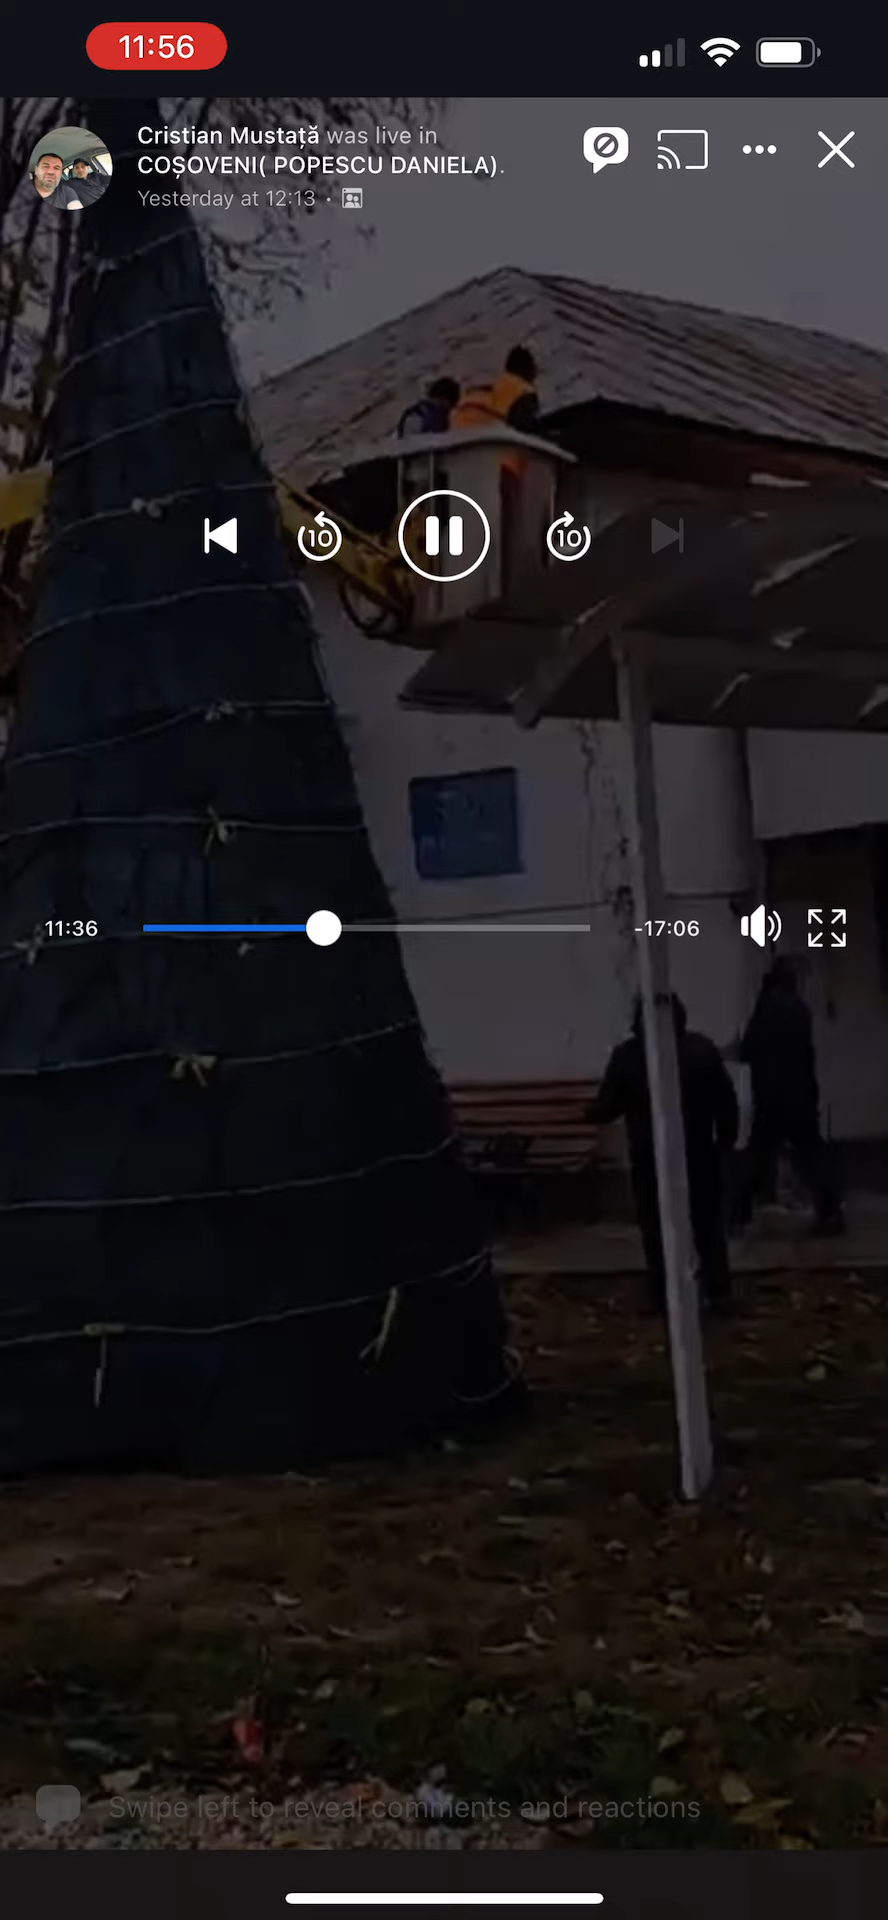 11:56
Cristian Mustață was live in
COȘOVENI( POPESCU DANIELA).
Yesterday at 12:13 •
10
10
11:36
-17:06
Swipe left to reveal comments and reactions